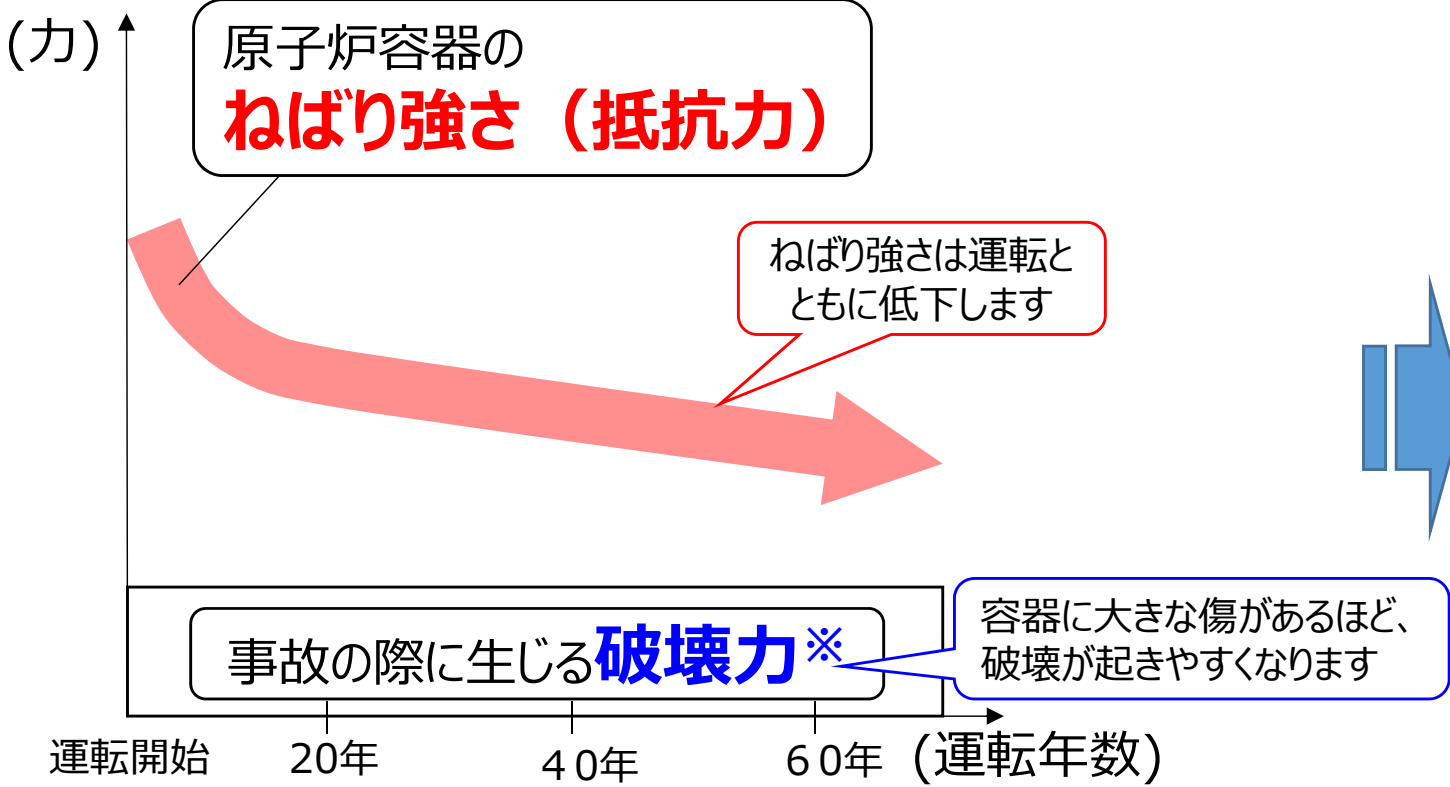 (力)
原子炉容器の
ねばり強さ（抵抗力）
ねばり強さは運転と
ともに低下します
事故の際に生じる破壊力※
容器に大きな傷があるほど、
破壊が起きやすくなります
運転開始
20年
４0年
６0年
(運転年数)